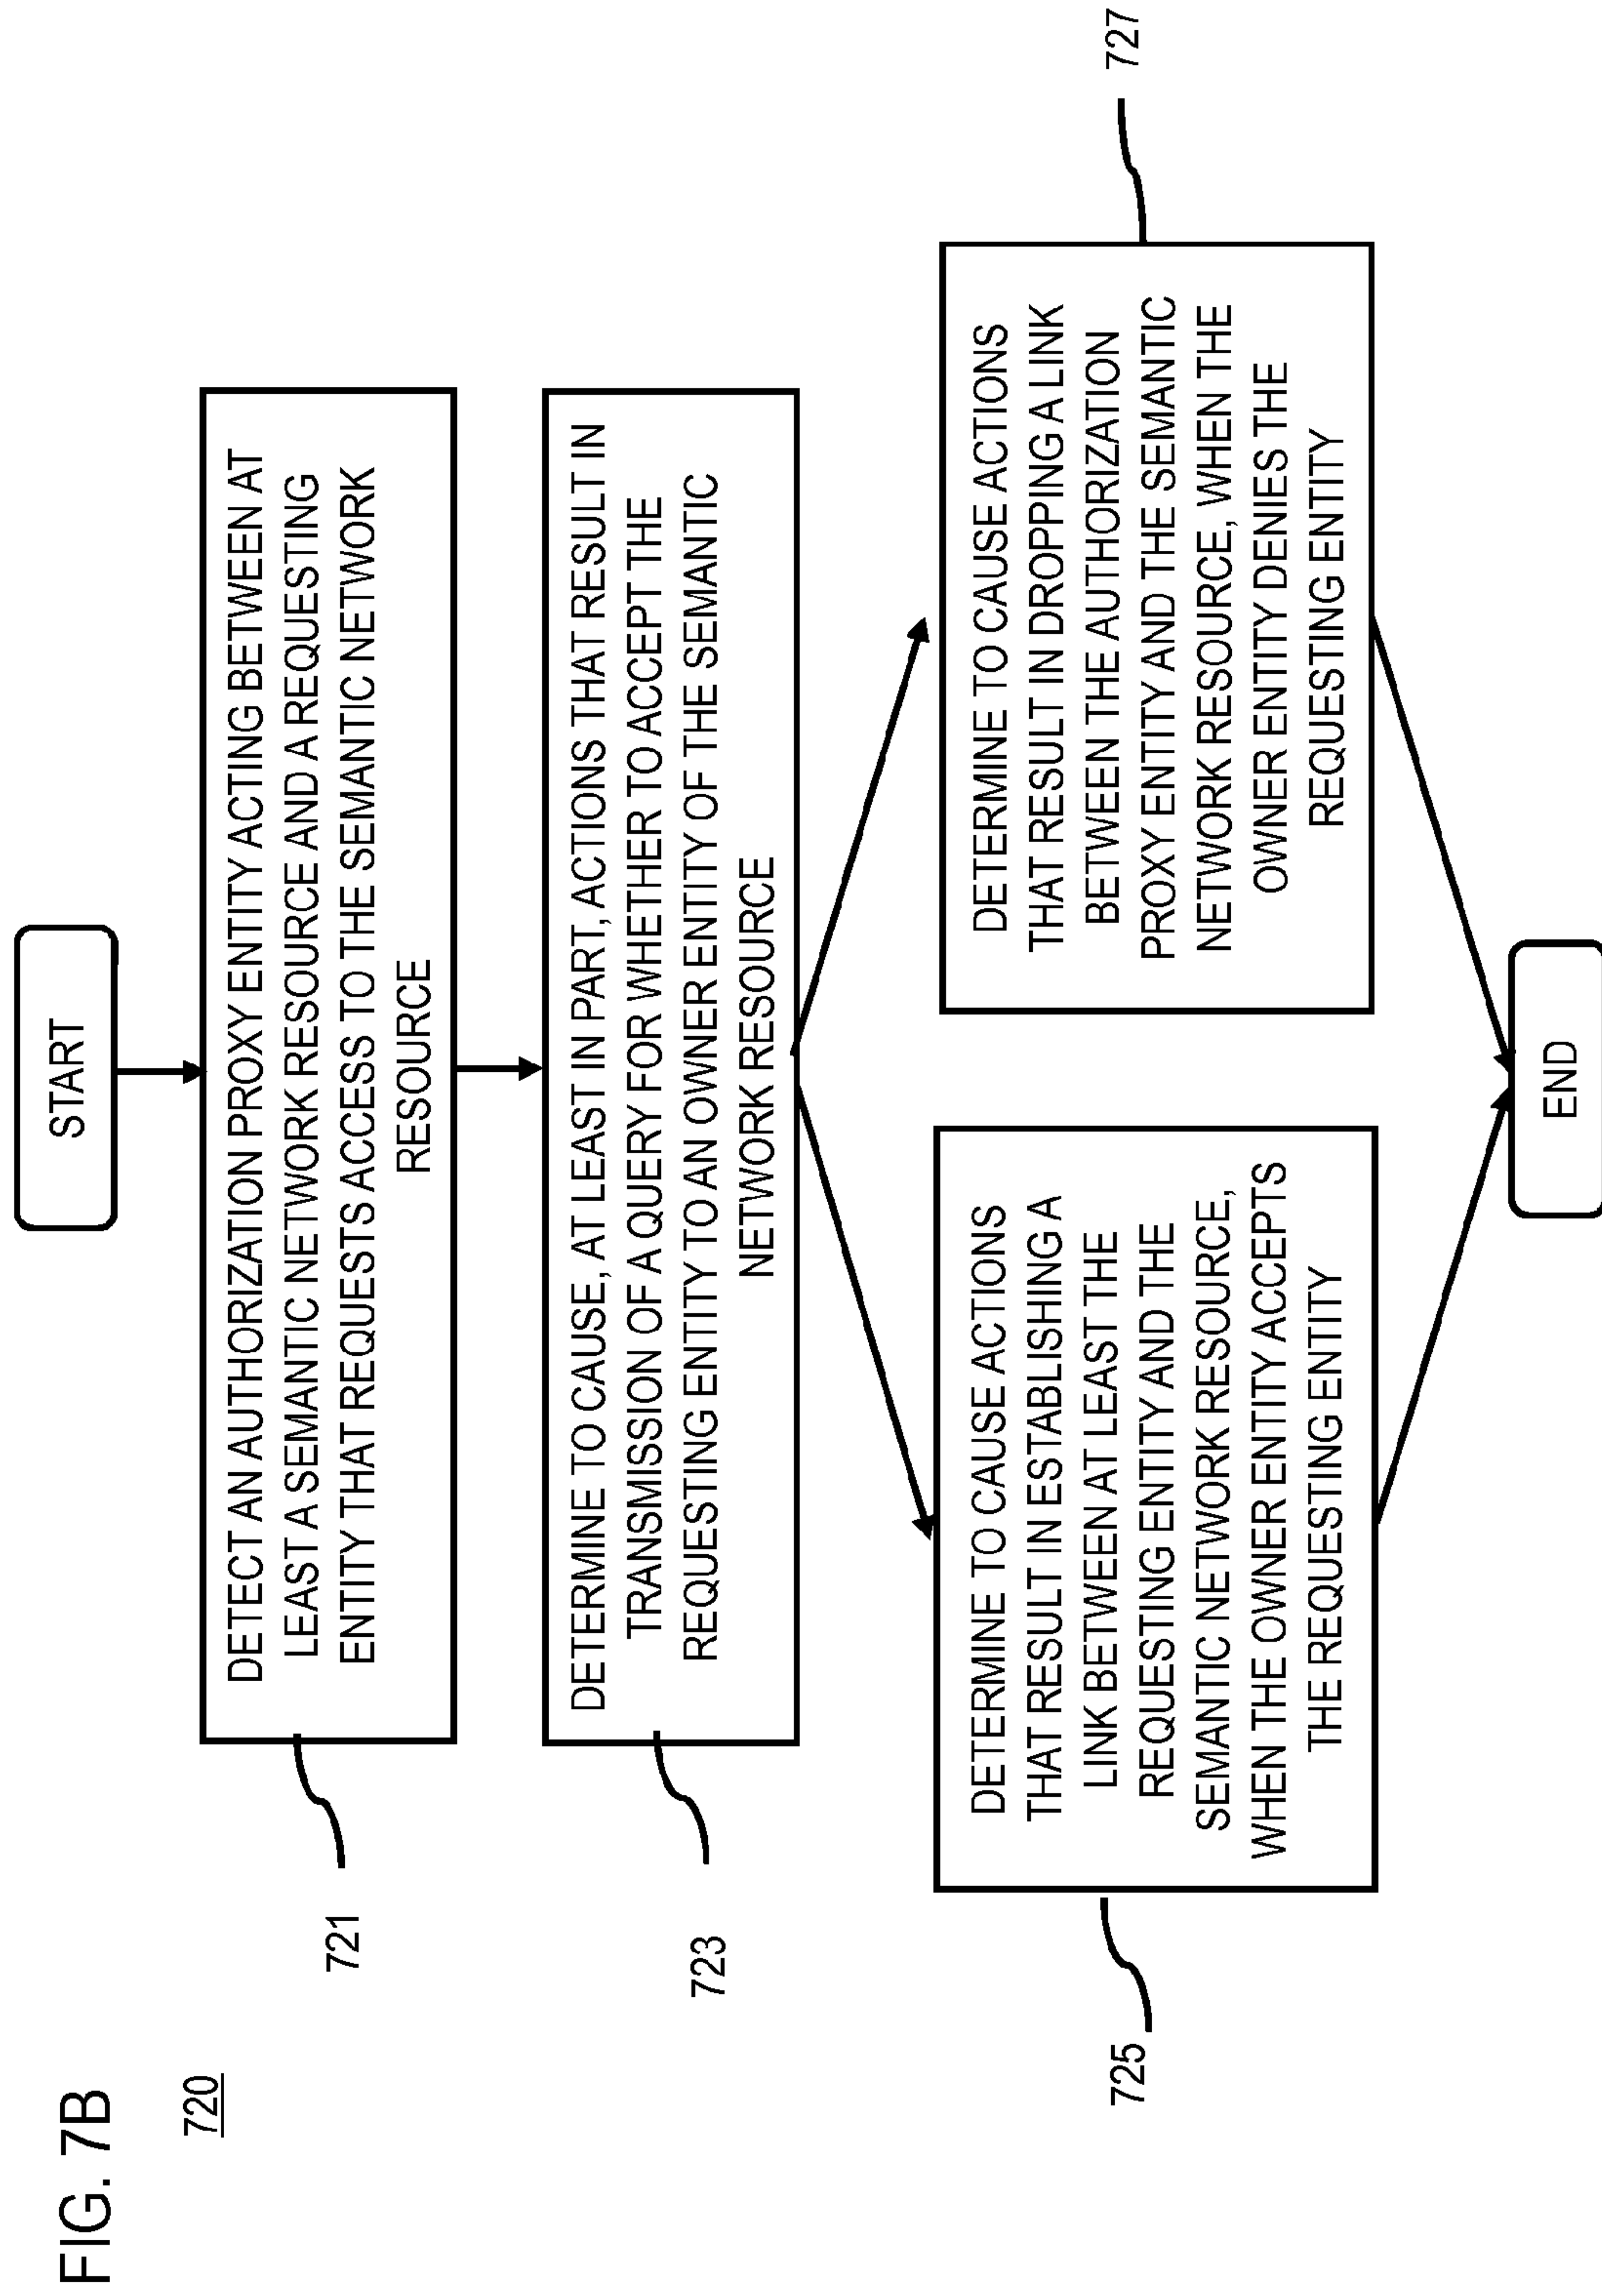 FIG. 7B
720
START
DETECT AN AUTHORIZATION PROXY ENTITY ACTING BETWEEN AT
LEAST A SEMANTIC NETWORK RESOURCE AND A REQUESTING
ENTITY THAT REQUESTS ACCESS TO THE SEMANTIC NETWORK
RESOURCE
721
DETERMINE TO CAUSE, AT LEAST IN PART, ACTIONS THAT RESULT IN
TRANSMISSION OF A QUERY FOR WHETHER TO ACCEPT THE
REQUESTING ENTITY TO AN OWNER ENTITY OF THE SEMANTIC
NETWORK RESOURCE
723
DETERMINE TO CAUSE ACTIONS
THAT RESULT IN ESTABLISHING A
LINK BETWEEN AT LEAST THE
REQUESTING ENTITY AND THE
SEMANTIC NETWORK RESOURCE,
WHEN THE OWNER ENTITY ACCEPTS
THE REQUESTING ENTITY
725
DETERMINE TO CAUSE ACTIONS
THAT RESULT IN DROPPING A LINK
BETWEEN THE AUTHORIZATION
PROXY ENTITY AND THE SEMANTIC
NETWORK RESOURCE, WHEN THE
OWNER ENTITY DENIES THE
REQUESTING ENTITY
727
END